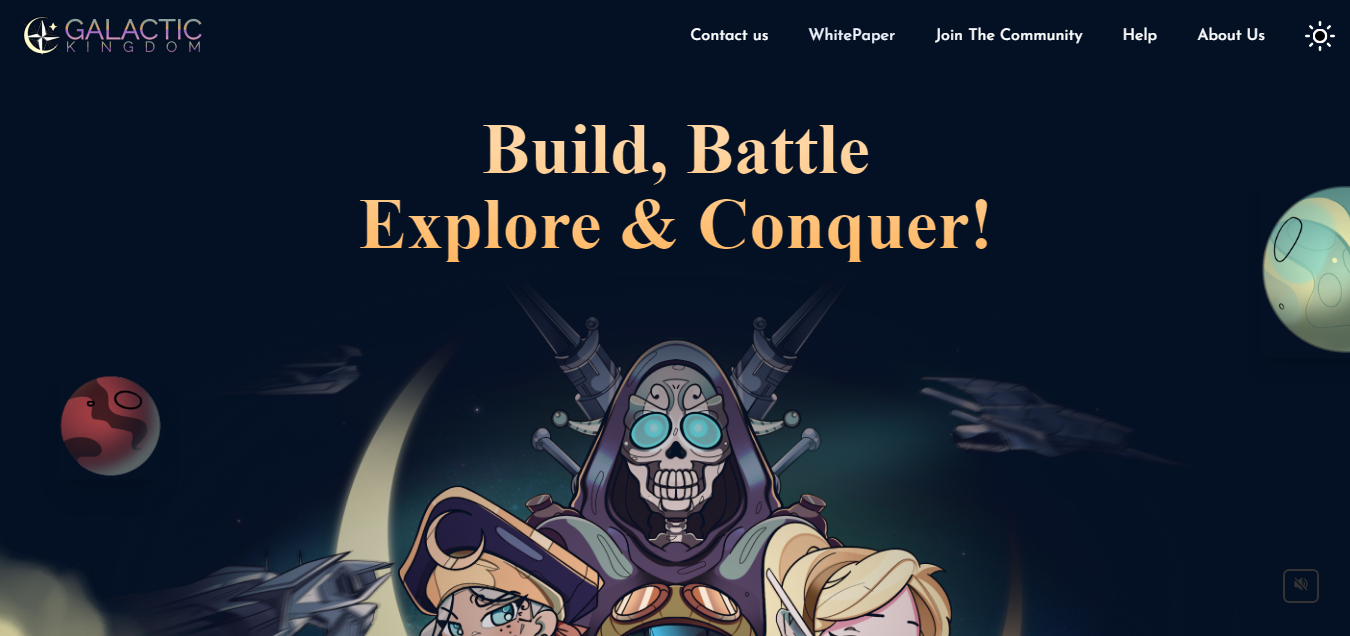 GALACTIC
KINGDOM
Contact us WhitePaper Join The Community Help About Us
Build, Battle
Explore & Conquer!